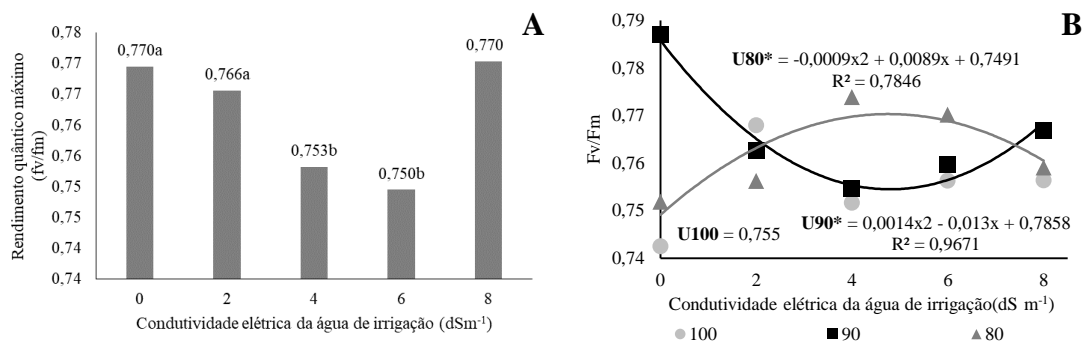 A
0,78
0,77
0,77
0,76
0,76
0,75
0,75
0,74
0,74
Rendimento quântico máximo
(fv/fm)
0,770a
0,766a
0,753b
0,750b
0,770
0 2 4 6 8
Condutividade elétrica da água de irrigação (dSm-1)
B
0,79
0,78
0,77
0,76
0,75
0,74
Fv/Fm
U80* = -0,0009x2 + 0,0089x + 0,7491
R² = 0,7846
U100 = 0,755
U90* = 0,0014x2 - 0,013x + 0,7858
R² = 0,9671
0 2 4 6 8
Condutividade elétrica da água de irrigação(dS m-1)
100 90 80